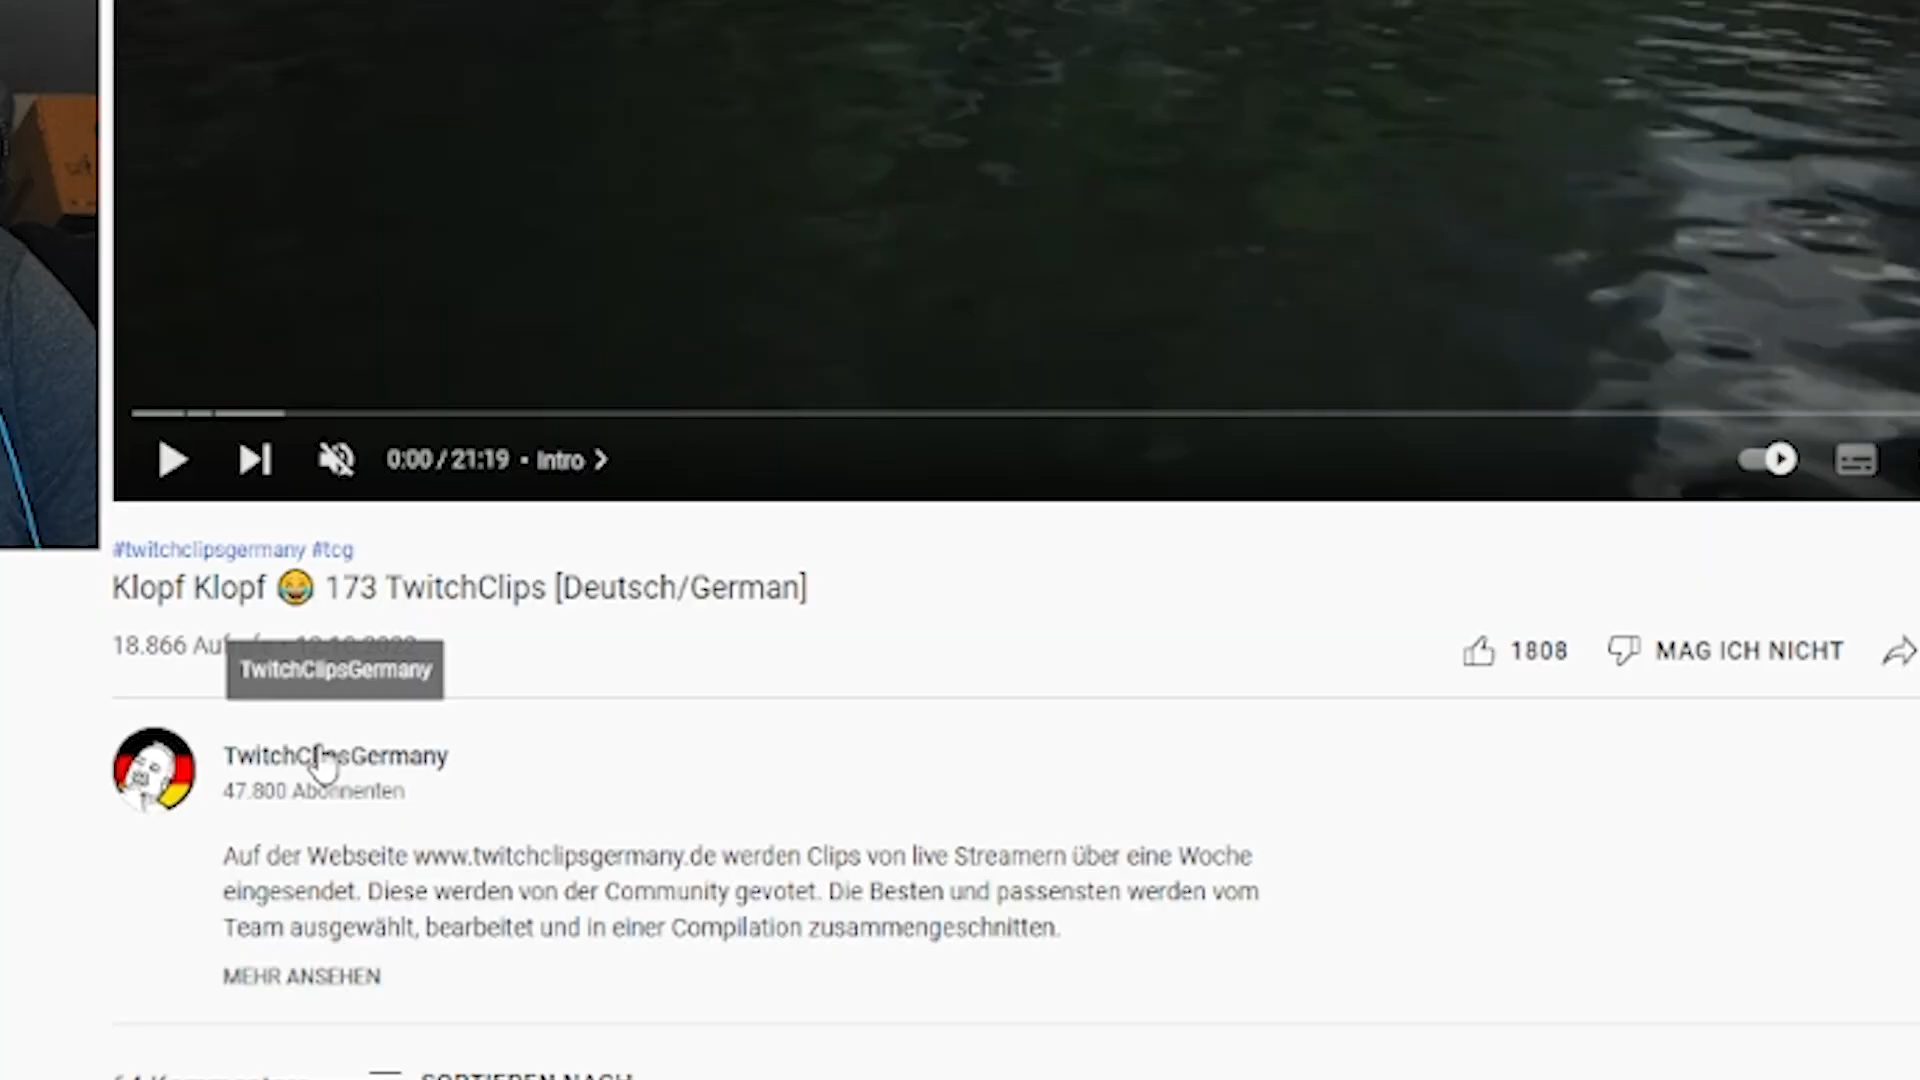 0:00 / 21:19 • Intro
#twitchclipsgermany #tcg
Klopf Klopf 😂 173 TwitchClips [Deutsch/German]
18.866 12.10.2022
TwitchClipsGermany
1808 MAG ICH NICHT
TwitchClipsGermany
47.800 Abonnenten
Auf der Webseite www.twitchclipsgermany.de werden Clips von live Streamern über eine Woche
eingesendet. Diese werden von der Community gevotet. Die Besten und passensten werden vom
Team ausgewählt, bearbeitet und in einer Compilation zusammengeschnitten.
MEHR ANSEHEN
SORTIEREN NACH